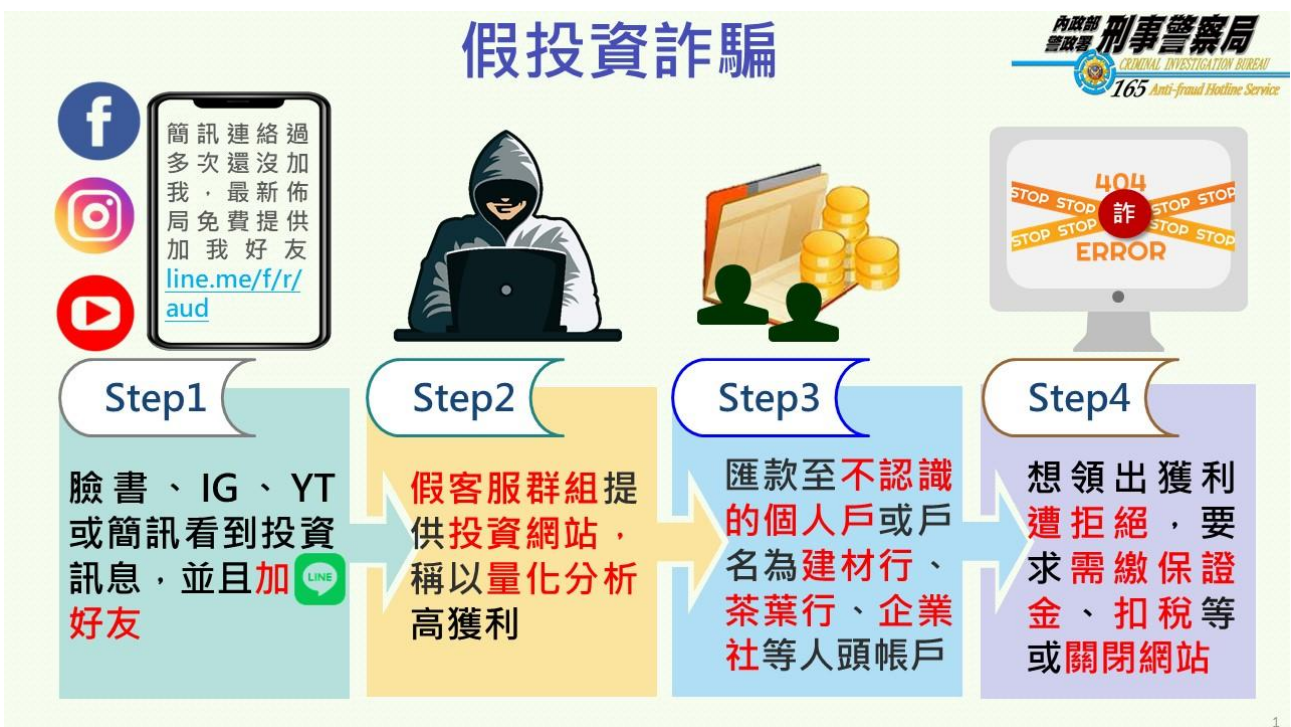 假投資詐騙
內政部
警政署
刑事警察局
CRIMINAL INVESTIGATION BUREAU
165 Anti-fraud Hotline Service
簡訊連絡過
多次還沒加
我，最新佈
局免費提供
加我好友
line.me/f/r/
aud
404
STOP STOP 詐 STOP STOP
STOP STOP STOP STOP
ERROR
Step1
臉書、IG、YT
或簡訊看到投資
訊息，並且加LINE
好友
Step2
假客服群組提
供投資網站，
稱以量化分析
高獲利
Step3
匯款至不認識
的個人戶或戶
名為建材行、
茶葉行、企業
社等人頭帳戶
Step4
想領出獲利
遭拒絕，要
求需繳保證
金、扣稅等
或關閉網站
1